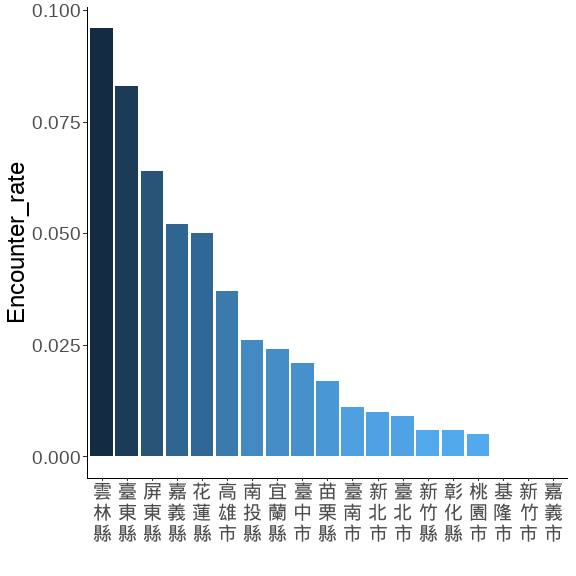 0.100
0.075
0.050
0.025
0.000
Encounter_rate
雲林縣
臺東縣
屏東縣
嘉義縣
花蓮縣
高雄市
南投縣
宜蘭縣
臺中市
苗栗縣
臺南市
新北市
臺北市
新竹縣
彰化縣
桃園市
基隆市
新竹市
嘉義市